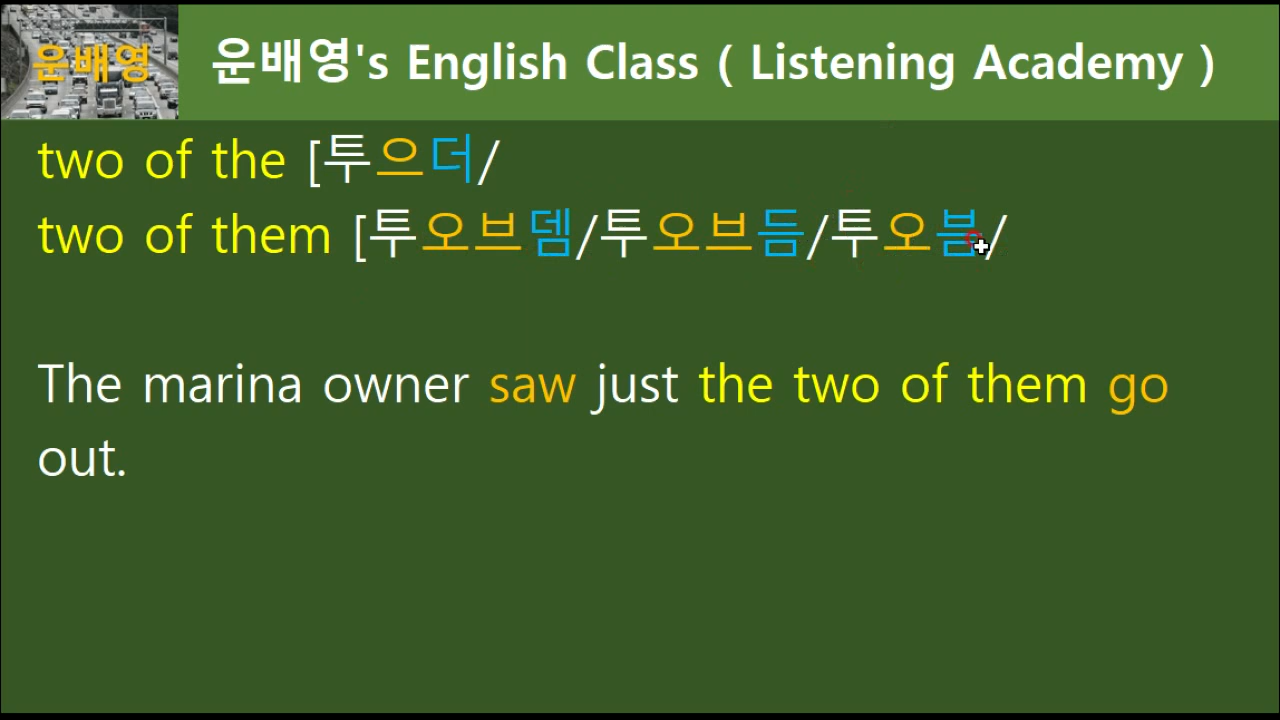 운배영
운배영's English Class ( Listening Academy )
two of the [투으더/
two of them [투오브뎀/투오브듬/투오븜/
The marina owner saw just the two of them go
out.